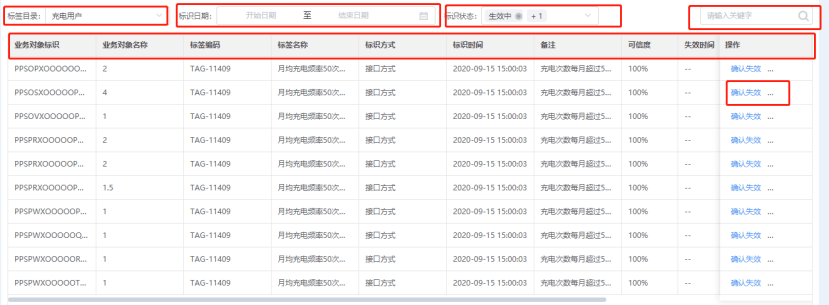 标签目录： 充电用户 标识日期： 开始日期 至 结束日期 标识状态： 生效中 + 1 请输入关键字
业务对象标识 业务对象名称 标签编码 标签名称 标识方式 标识时间 备注 可信度 失效时间 操作
PPSOPXOOOOOO... 2 TAG-11409 月均充电频率50次... 接口方式 2020-09-15 15:00:03 充电次数每月超过5... 100% -- 确认失效 ...
PPSOSXOOOOOP... 4 TAG-11409 月均充电频率50次... 接口方式 2020-09-15 15:00:03 充电次数每月超过5... 100% -- 确认失效 ...
PPSOVXOOOOOP... 1 TAG-11409 月均充电频率50次... 接口方式 2020-09-15 15:00:03 充电次数每月超过5... 100% -- 确认失效 ...
PPSPRXOOOOOP... 2 TAG-11409 月均充电频率50次... 接口方式 2020-09-15 15:00:03 充电次数每月超过5... 100% -- 确认失效 ...
PPSPRXOOOOOP... 2 TAG-11409 月均充电频率50次... 接口方式 2020-09-15 15:00:03 充电次数每月超过5... 100% -- 确认失效 ...
PPSPRXOOOOOP... 1.5 TAG-11409 月均充电频率50次... 接口方式 2020-09-15 15:00:03 充电次数每月超过5... 100% -- 确认失效 ...
PPSPWXOOOOOP... 1 TAG-11409 月均充电频率50次... 接口方式 2020-09-15 15:00:03 充电次数每月超过5... 100% -- 确认失效 ...
PPSPWXOOOOOQ... 1 TAG-11409 月均充电频率50次... 接口方式 2020-09-15 15:00:03 充电次数每月超过5... 100% -- 确认失效 ...
PPSPWXOOOOOR... 1 TAG-11409 月均充电频率50次... 接口方式 2020-09-15 15:00:03 充电次数每月超过5... 100% -- 确认失效 ...
PPSPWXOOOOOT... 1 TAG-11409 月均充电频率50次... 接口方式 2020-09-15 15:00:03 充电次数每月超过5... 100% -- 确认失效 ...